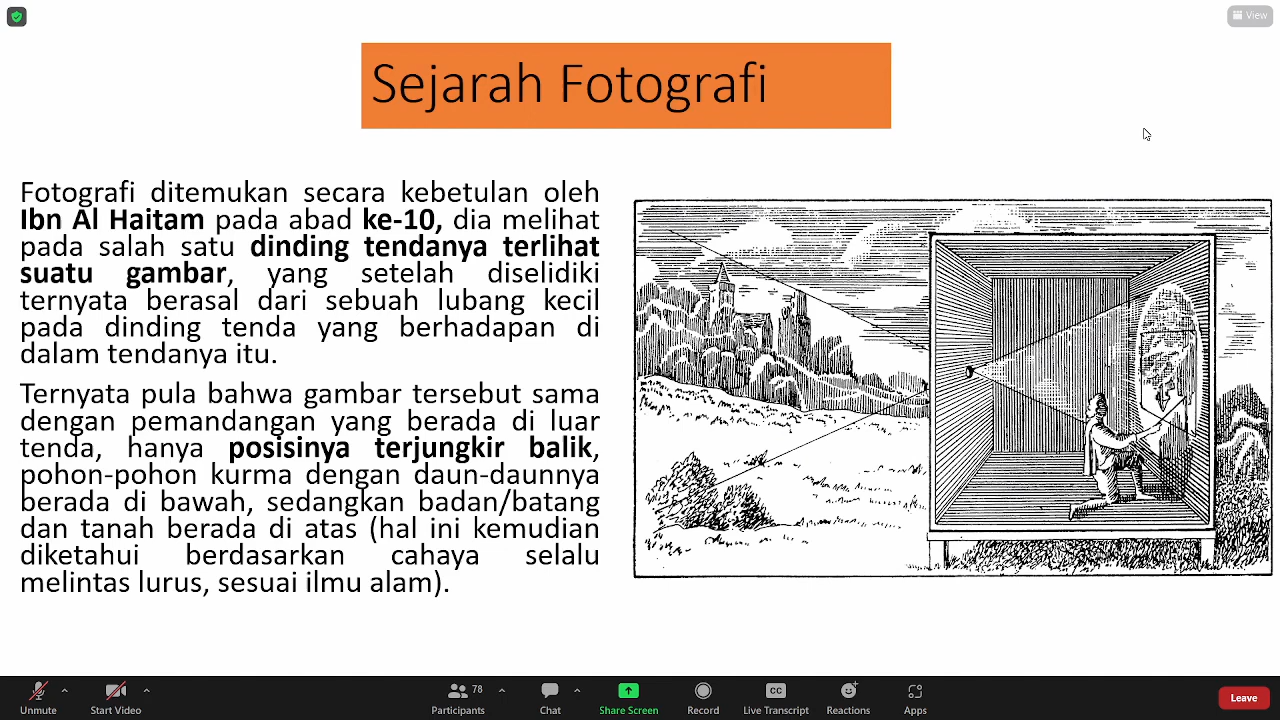 View
Sejarah Fotografi
Fotografi ditemukan secara kebetulan oleh
Ibn Al Haitam pada abad ke-10, dia melihat
pada salah satu dinding tendanya terlihat
suatu gambar, yang setelah diselidiki
ternyata berasal dari sebuah lubang kecil
pada dinding tenda yang berhadapan di
dalam tendanya itu.
Ternyata pula bahwa gambar tersebut sama
dengan pemandangan yang berada di luar
tenda, hanya posisinya terjungkir balik,
pohon-pohon kurma dengan daun-daunnya
berada di bawah, sedangkan badan/batang
dan tanah berada di atas (hal ini kemudian
diketahui berdasarkan cahaya selalu
melintas lurus, sesuai ilmu alam).
78
CC
Unmute Start Video Participants Chat Share Screen Record Live Transcript Reactions Apps Leave